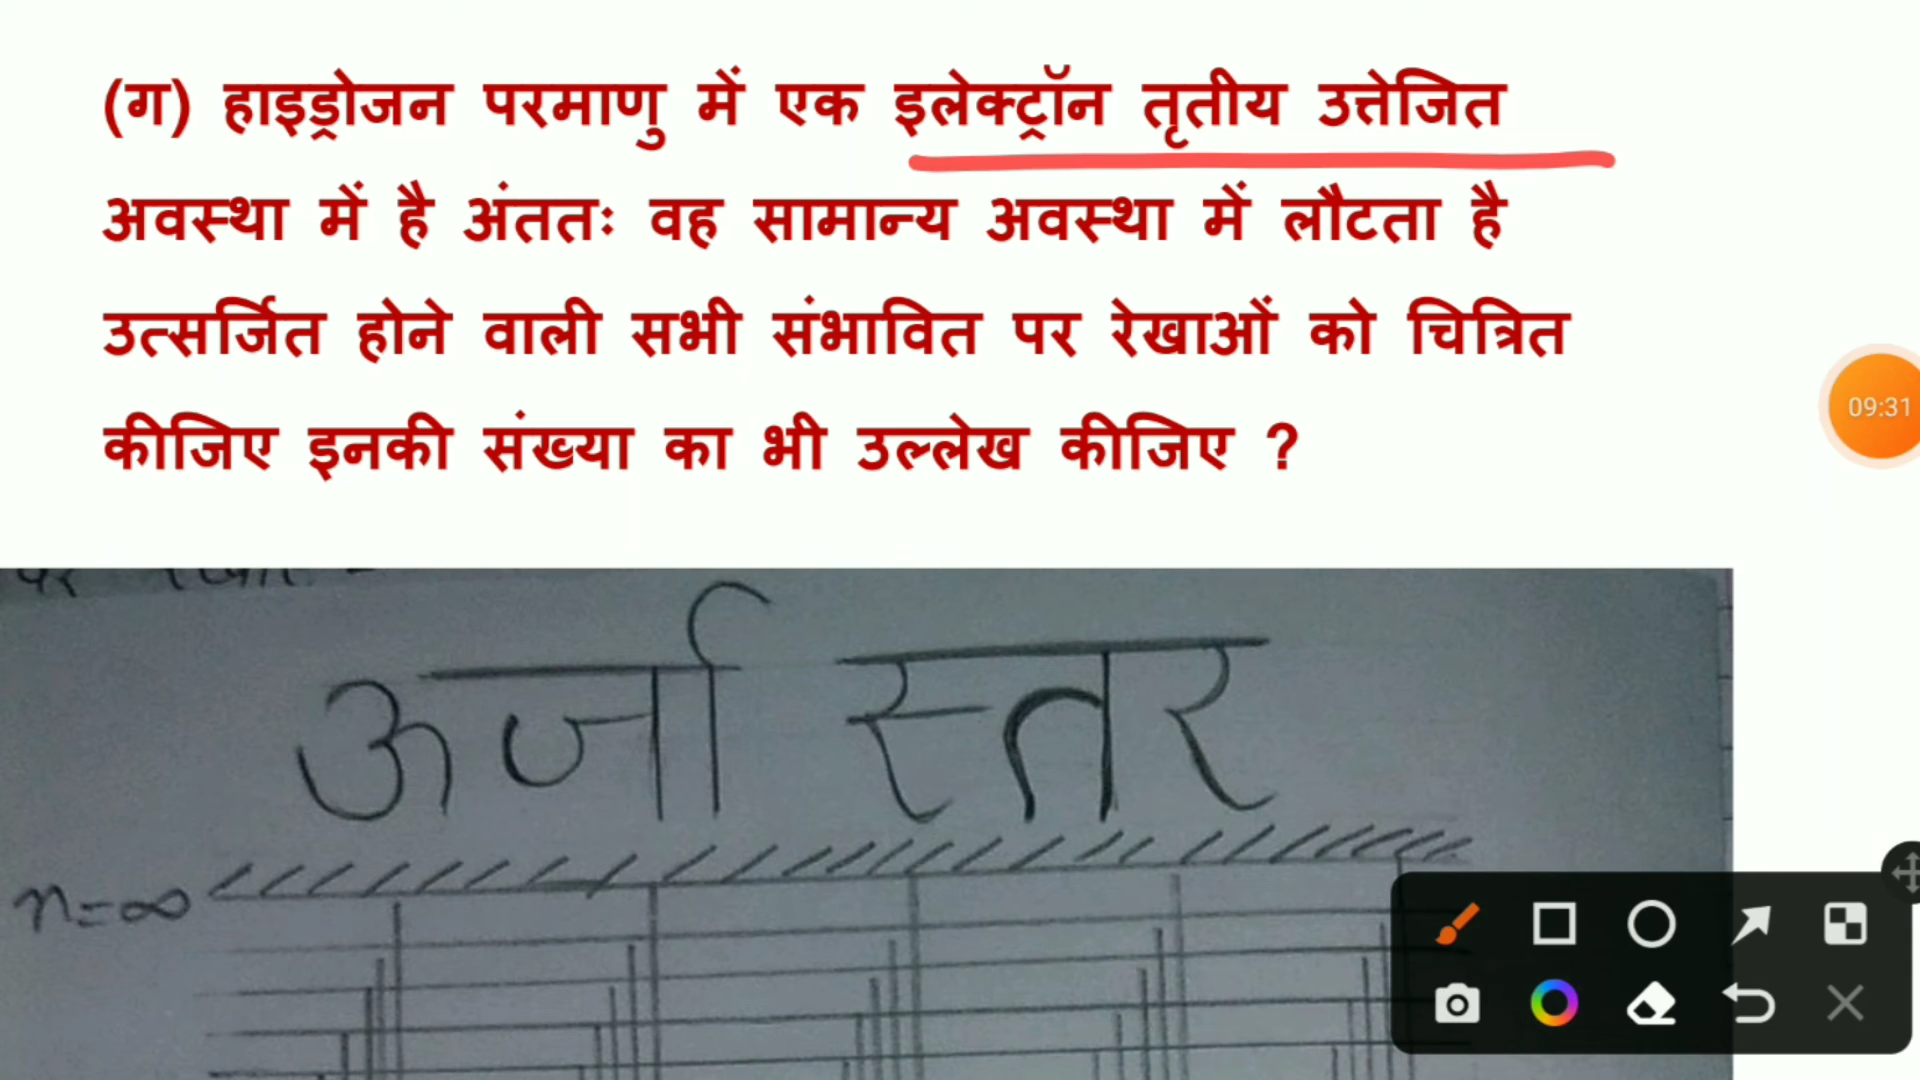 (ग) हाइड्रोजन परमाणु में एक इलेक्ट्रॉन तृतीय उत्तेजित
अवस्था में है अंततः वह सामान्य अवस्था में लौटता है
उत्सर्जित होने वाली सभी संभावित पर रेखाओं को चित्रित
कीजिए इनकी संख्या का भी उल्लेख कीजिए ?
09:31
ऊर्जा स्तर
n=∞